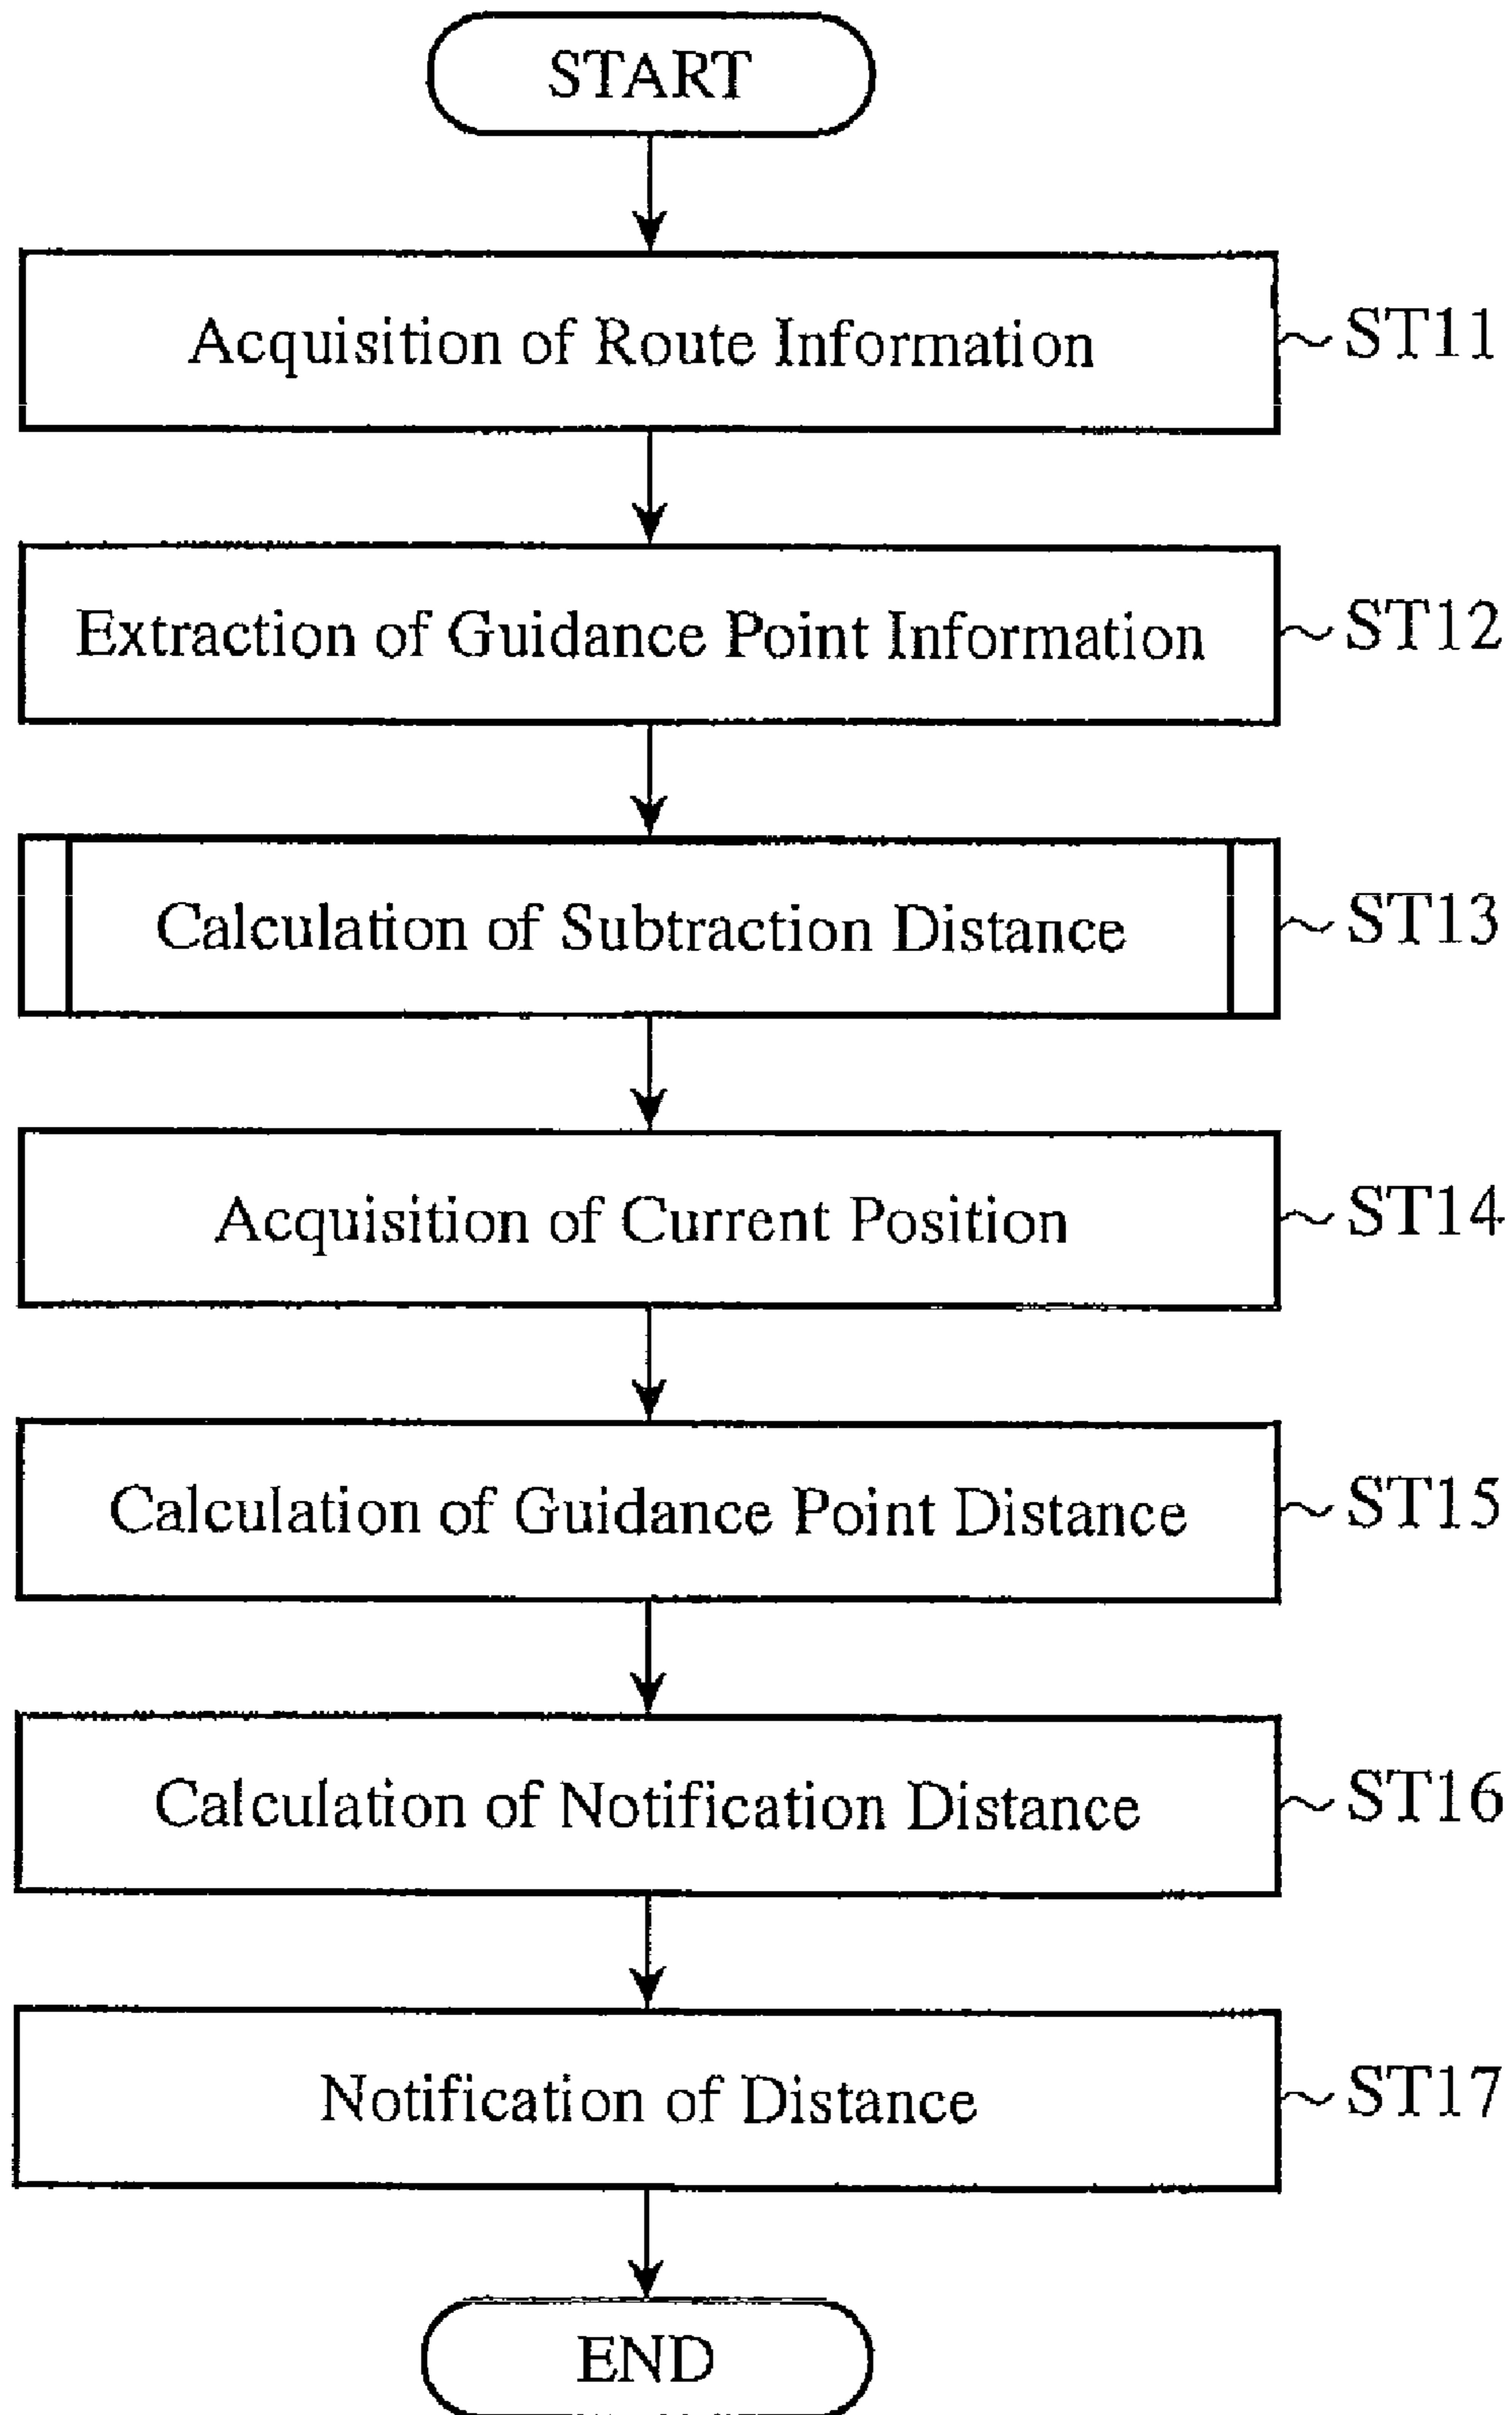 START
Acquisition of Route Information
ST11
Extraction of Guidance Point Information
ST12
Calculation of Subtraction Distance
ST13
Acquisition of Current Position
ST14
Calculation of Guidance Point Distance
ST15
Calculation of Notification Distance
ST16
Notification of Distance
ST17
END